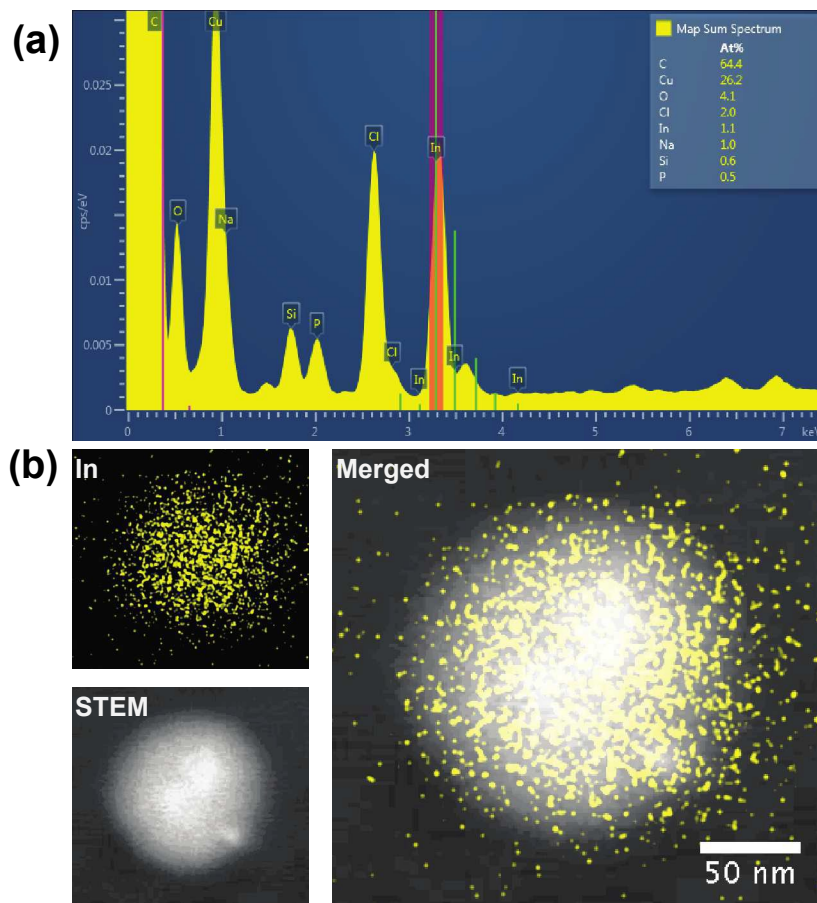 (a)
Map Sum Spectrum
At%
C 64.4
Cu 26.2
O 4.1
Cl 2.0
In 1.1
Na 1.0
Si 0.6
P 0.5
C
Cu
O
Na
Si
P
Cl
Cl
In
In
In
In
cps/eV
0.025
0.02
0.015
0.01
0.005
0
0 1 2 3 4 5 6 7 keV
(b)
In
Merged
STEM
50 nm